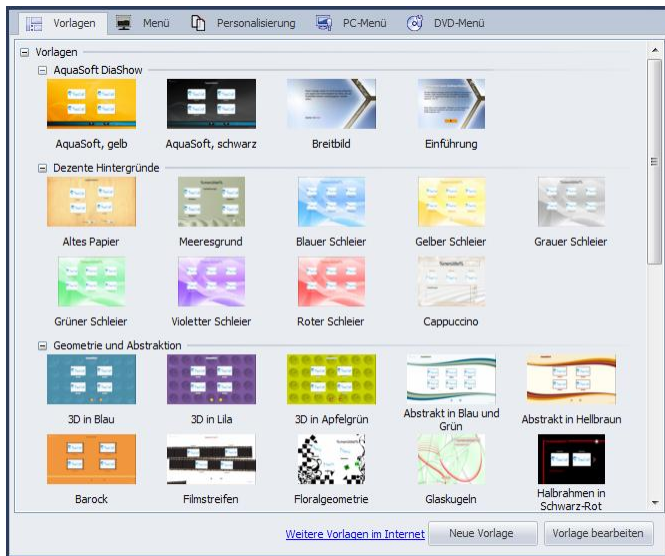 Vorlagen Menü Personalisierung PC-Menü DVD-Menü
Vorlagen
AquaSoft DiaShow
AquaSoft, gelb AquaSoft, schwarz Breitbild Einführung
Dezente Hintergründe
Altes Papier Meeresgrund Blauer Schleier Gelber Schleier Grauer Schleier
Grüner Schleier Violetter Schleier Roter Schleier Cappuccino
Geometrie und Abstraktion
3D in Blau 3D in Lila 3D in Apfelgrün Abstrakt in Blau und Grün Abstrakt in Hellbraun
Barock Filmstreifen Floralgeometrie Glaskugeln Halbrahmen in Schwarz-Rot
Weitere Vorlagen im Internet Neue Vorlage Vorlage bearbeiten